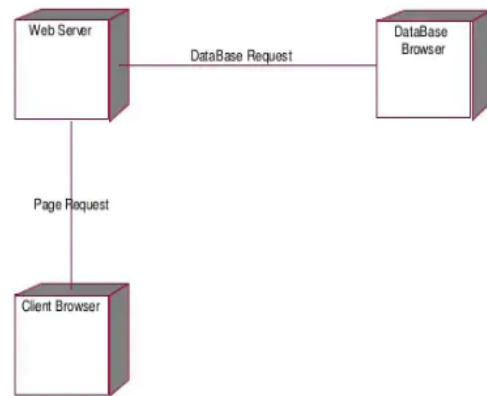 Web Server
DataBase
Browser
DataBase Request
Page Request
Client Browser